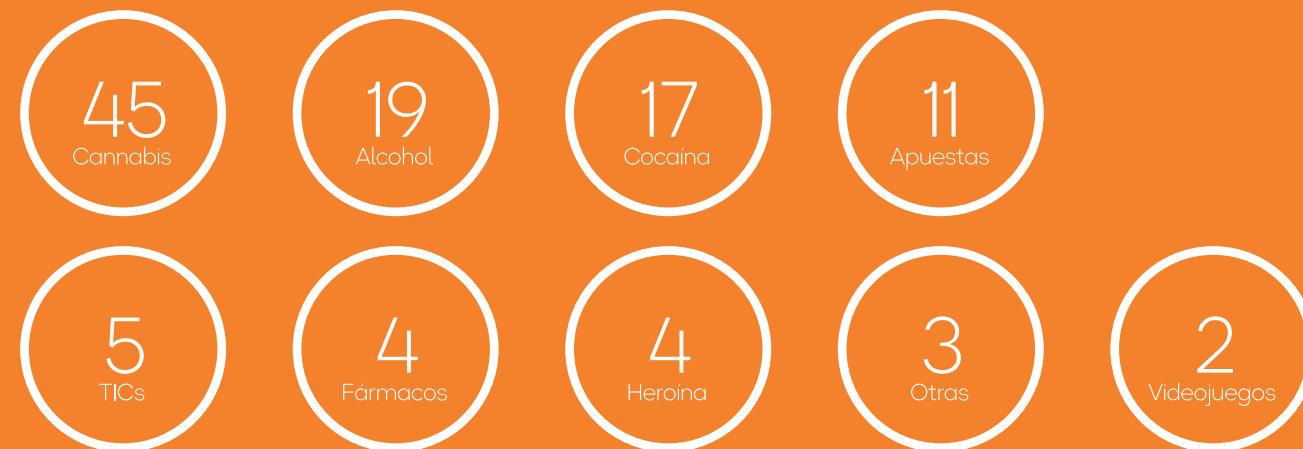 45
Cannabis
19
Alcohol
17
Cocaína
11
Apuestas
5
TICs
4
Fármacos
4
Heroína
3
Otras
2
Videojuegos